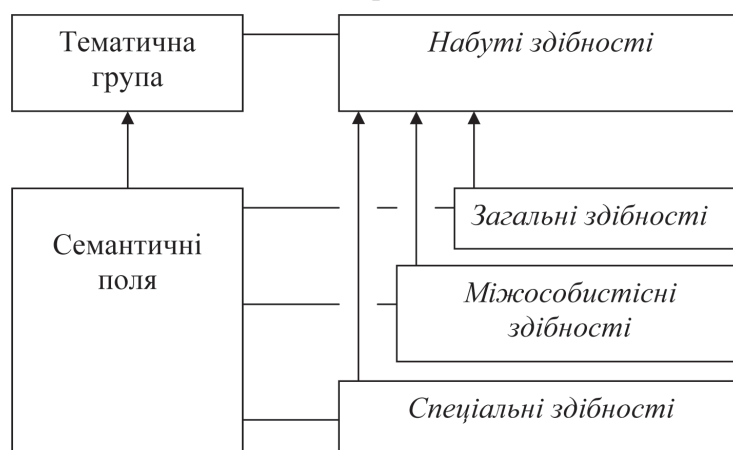 Тематична
група
Набуті здібності
Загальні здібності
Семантичні
поля
Міжособистісні
здібності
Спеціальні здібності